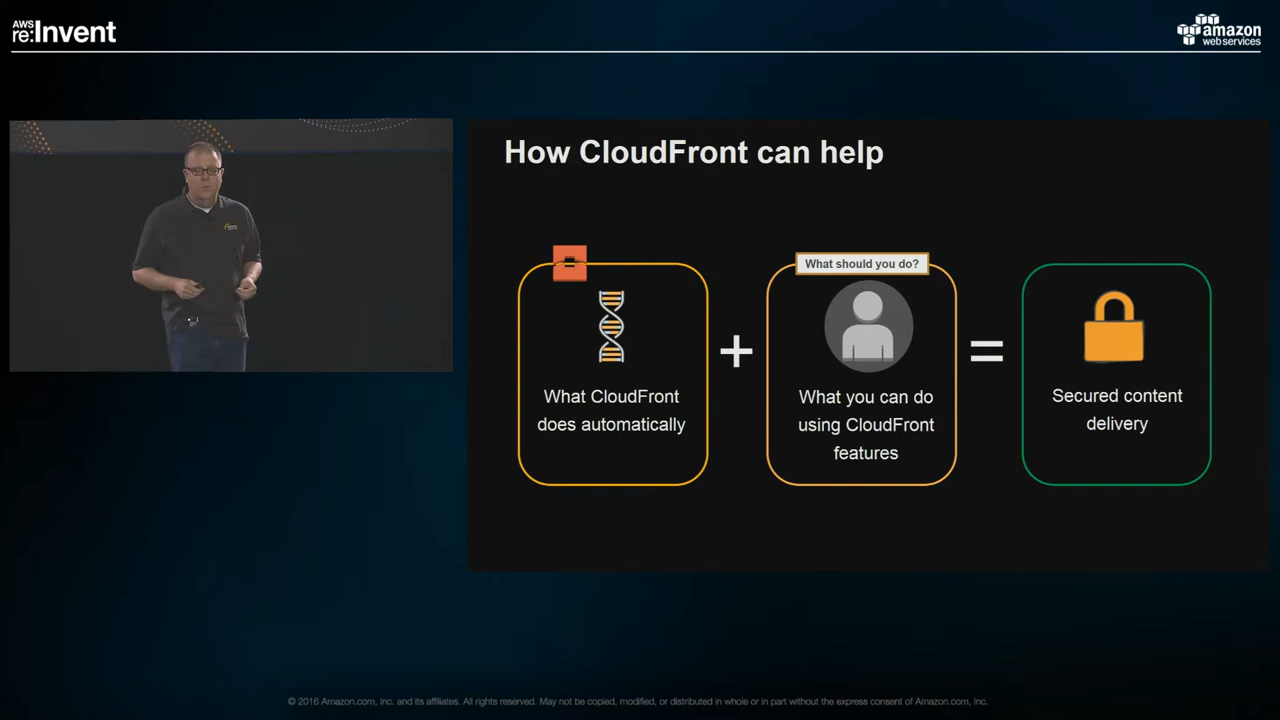 AWS
re:Invent
amazon
web services
How CloudFront can help
What should you do?
What CloudFront
does automatically
+
What you can do
using CloudFront
features
=
Secured content
delivery
© 2016 Amazon.com, Inc. and its affiliates. All rights reserved. May not be copied, modified, or distributed in whole or in part without the express consent of Amazon.com, Inc.